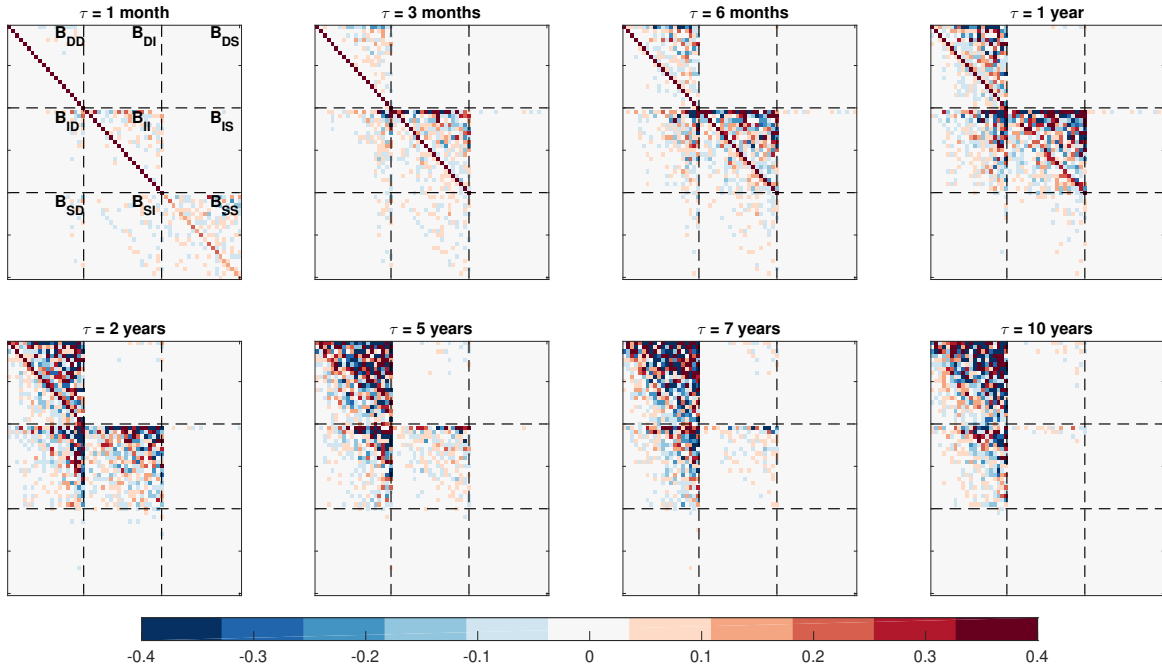 τ = 1 month
τ = 3 months
τ = 6 months
τ = 1 year
B_DD B_DI B_DS
B_ID B_II B_IS
B_SD B_SI B_SS
τ = 2 years
τ = 5 years
τ = 7 years
τ = 10 years
-0.4 -0.3 -0.2 -0.1 0 0.1 0.2 0.3 0.4